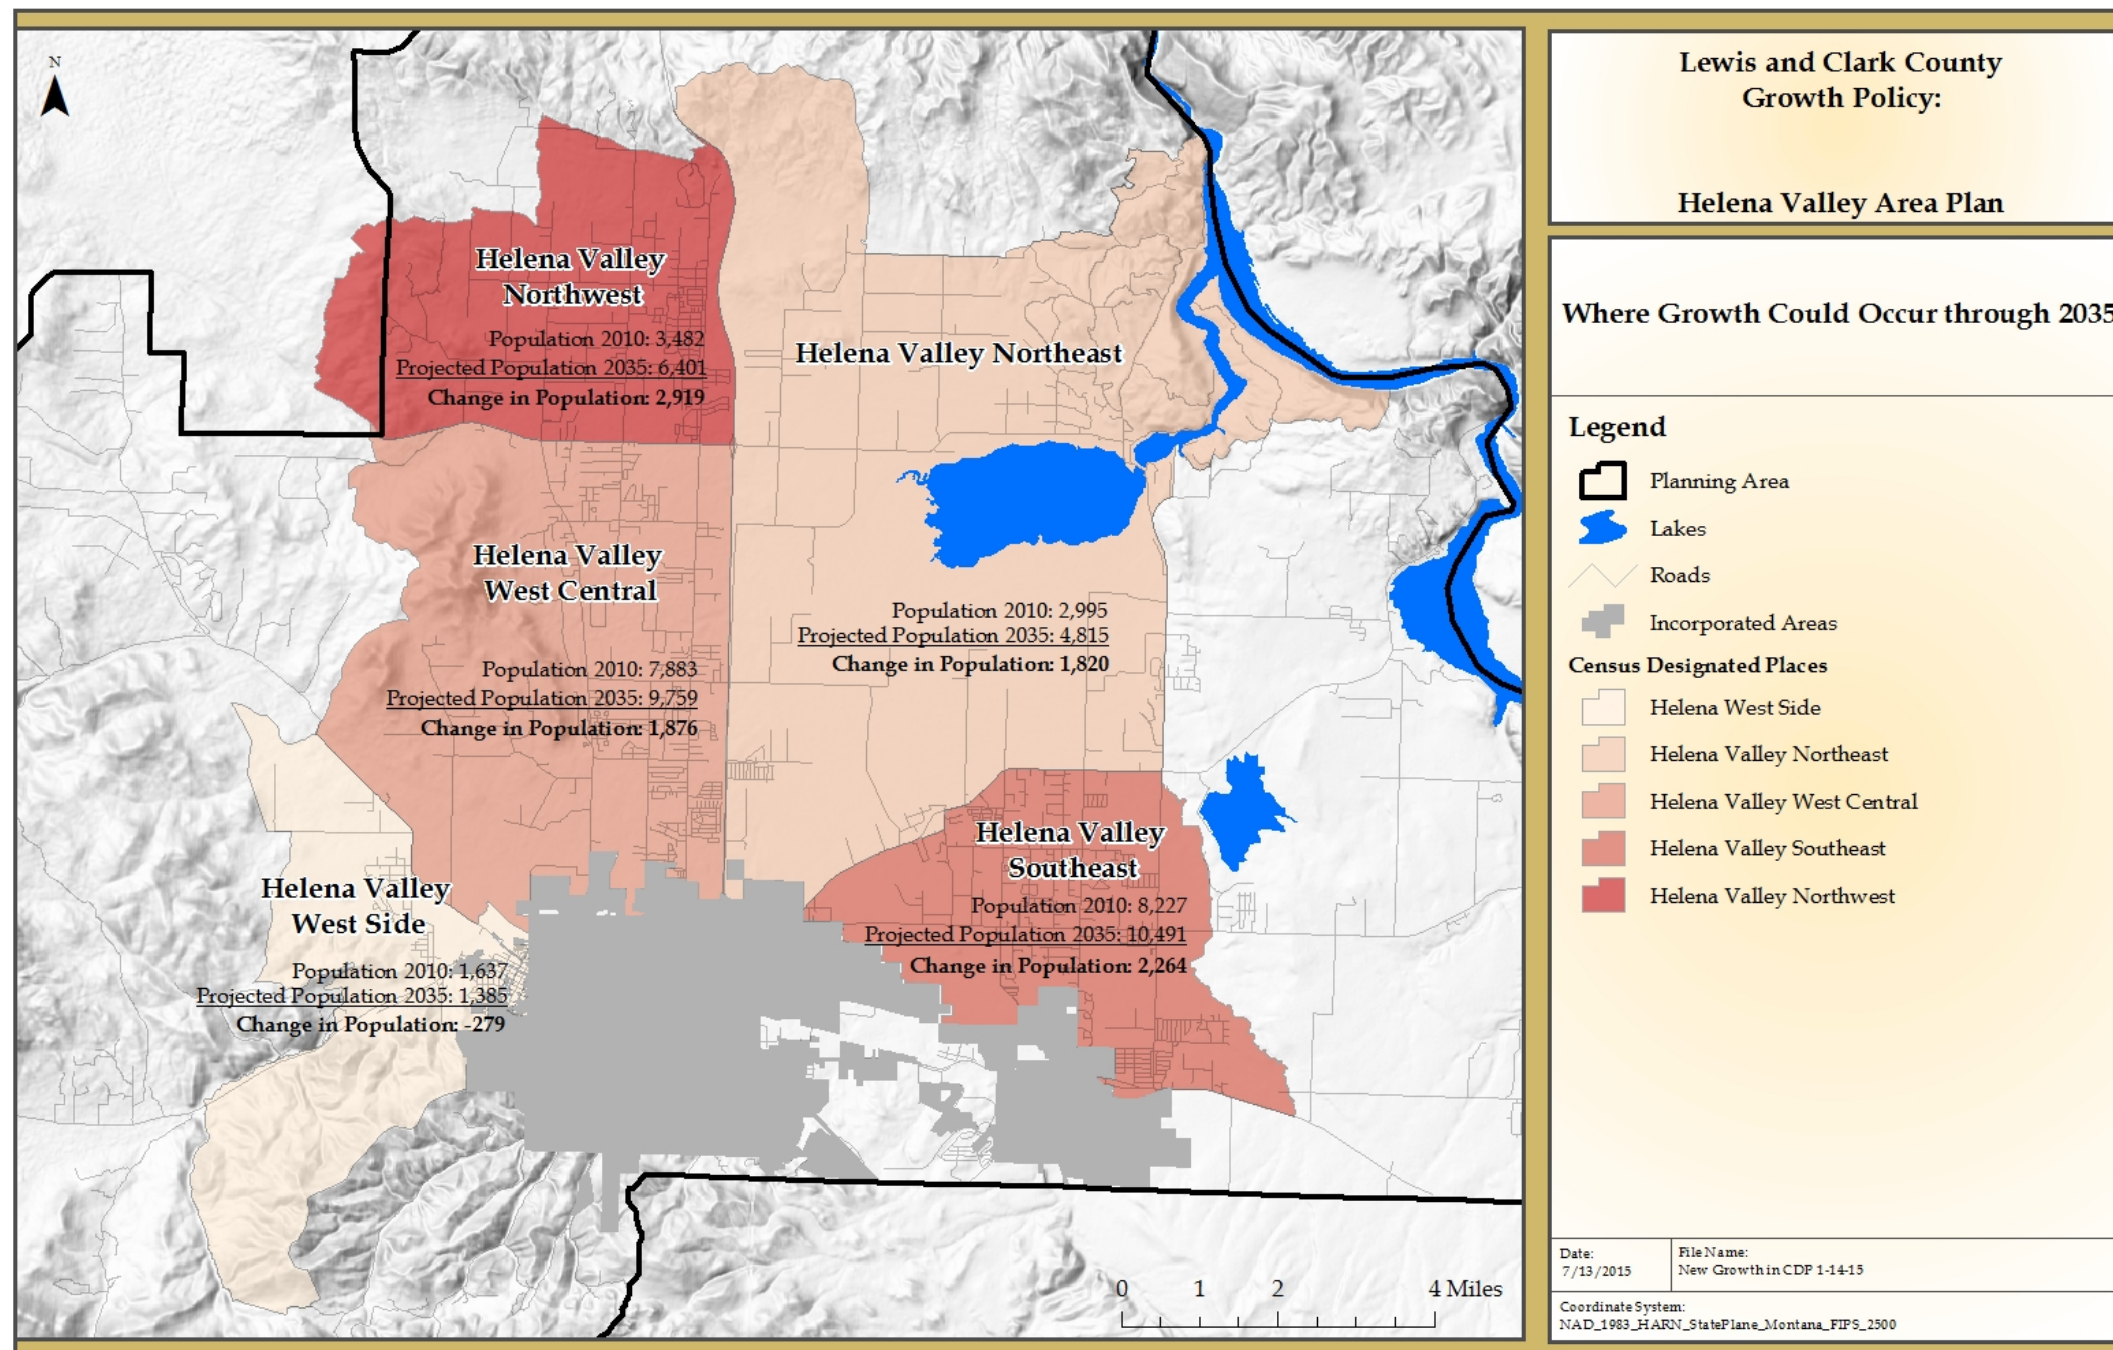 N
Helena Valley
Northwest
Population 2010: 3,482
Projected Population 2035: 6,401
Change in Population: 2,919
Helena Valley Northeast
Population 2010: 2,995
Projected Population 2035: 4,815
Change in Population: 1,820
Helena Valley
West Central
Population 2010: 7,883
Projected Population 2035: 9,759
Change in Population: 1,876
Helena Valley
Southeast
Population 2010: 8,227
Projected Population 2035: 10,491
Change in Population: 2,264
Helena Valley
West Side
Population 2010: 1,637
Projected Population 2035: 1,385
Change in Population: -279
0 1 2 4 Miles
Lewis and Clark County
Growth Policy:
Helena Valley Area Plan
Where Growth Could Occur through 2035
Legend
Planning Area
Lakes
Roads
Incorporated Areas
Census Designated Places
Helena West Side
Helena Valley Northeast
Helena Valley West Central
Helena Valley Southeast
Helena Valley Northwest
Date:
7/13/2015
File Name:
New Growth in CDP 1-14-15
Coordinate System:
NAD_1983_HARN_StatePlane_Montana_FIPS_2500